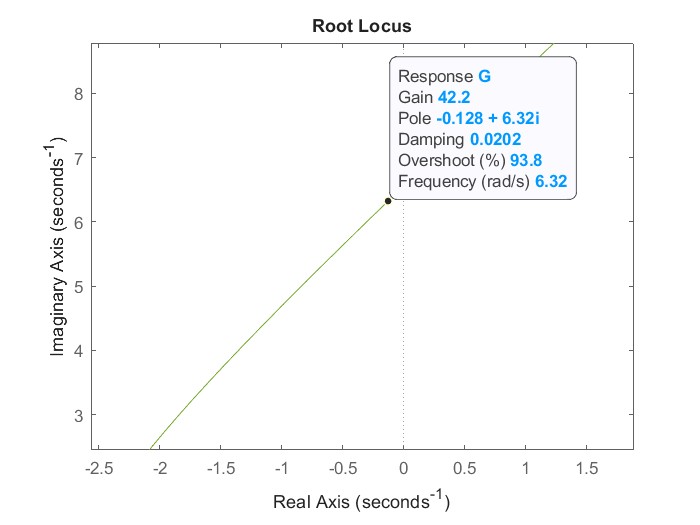 Root Locus
Response G
Gain 42.2
Pole -0.128 + 6.32i
Damping 0.0202
Overshoot (%) 93.8
Frequency (rad/s) 6.32
8
7
6
5
4
3
Imaginary Axis (seconds⁻¹)
-2.5 -2 -1.5 -1 -0.5 0 0.5 1 1.5
Real Axis (seconds⁻¹)